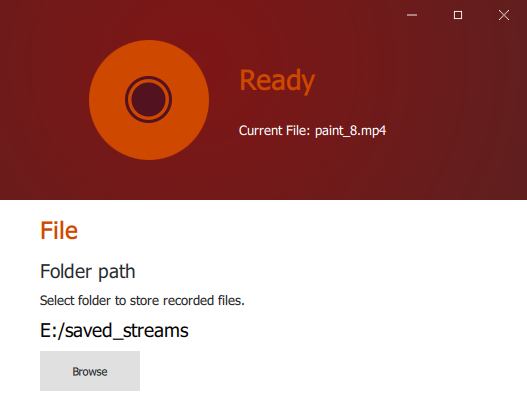 Ready
Current File: paint_8.mp4
File
Folder path
Select folder to store recorded files.
E:/saved_streams
Browse